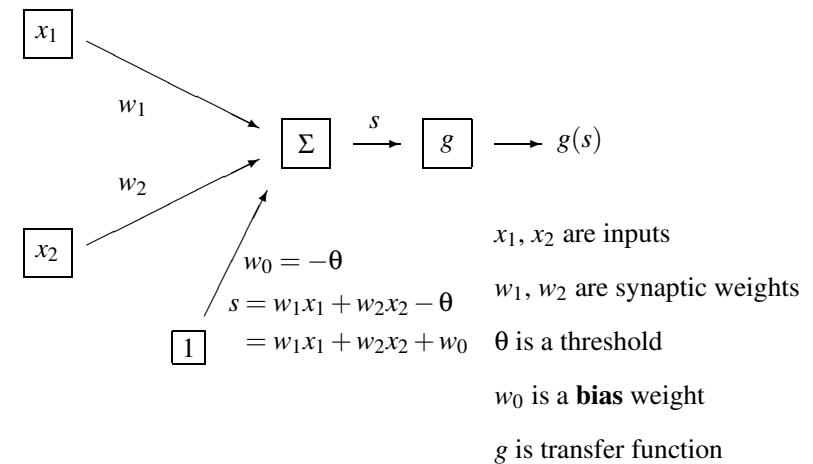 x₁
w₁
s
Σ
g
g(s)
w₂
x₂
w₀ = −θ
s = w₁x₁ + w₂x₂ − θ
= w₁x₁ + w₂x₂ + w₀
1
x₁, x₂ are inputs
w₁, w₂ are synaptic weights
θ is a threshold
w₀ is a bias weight
g is transfer function